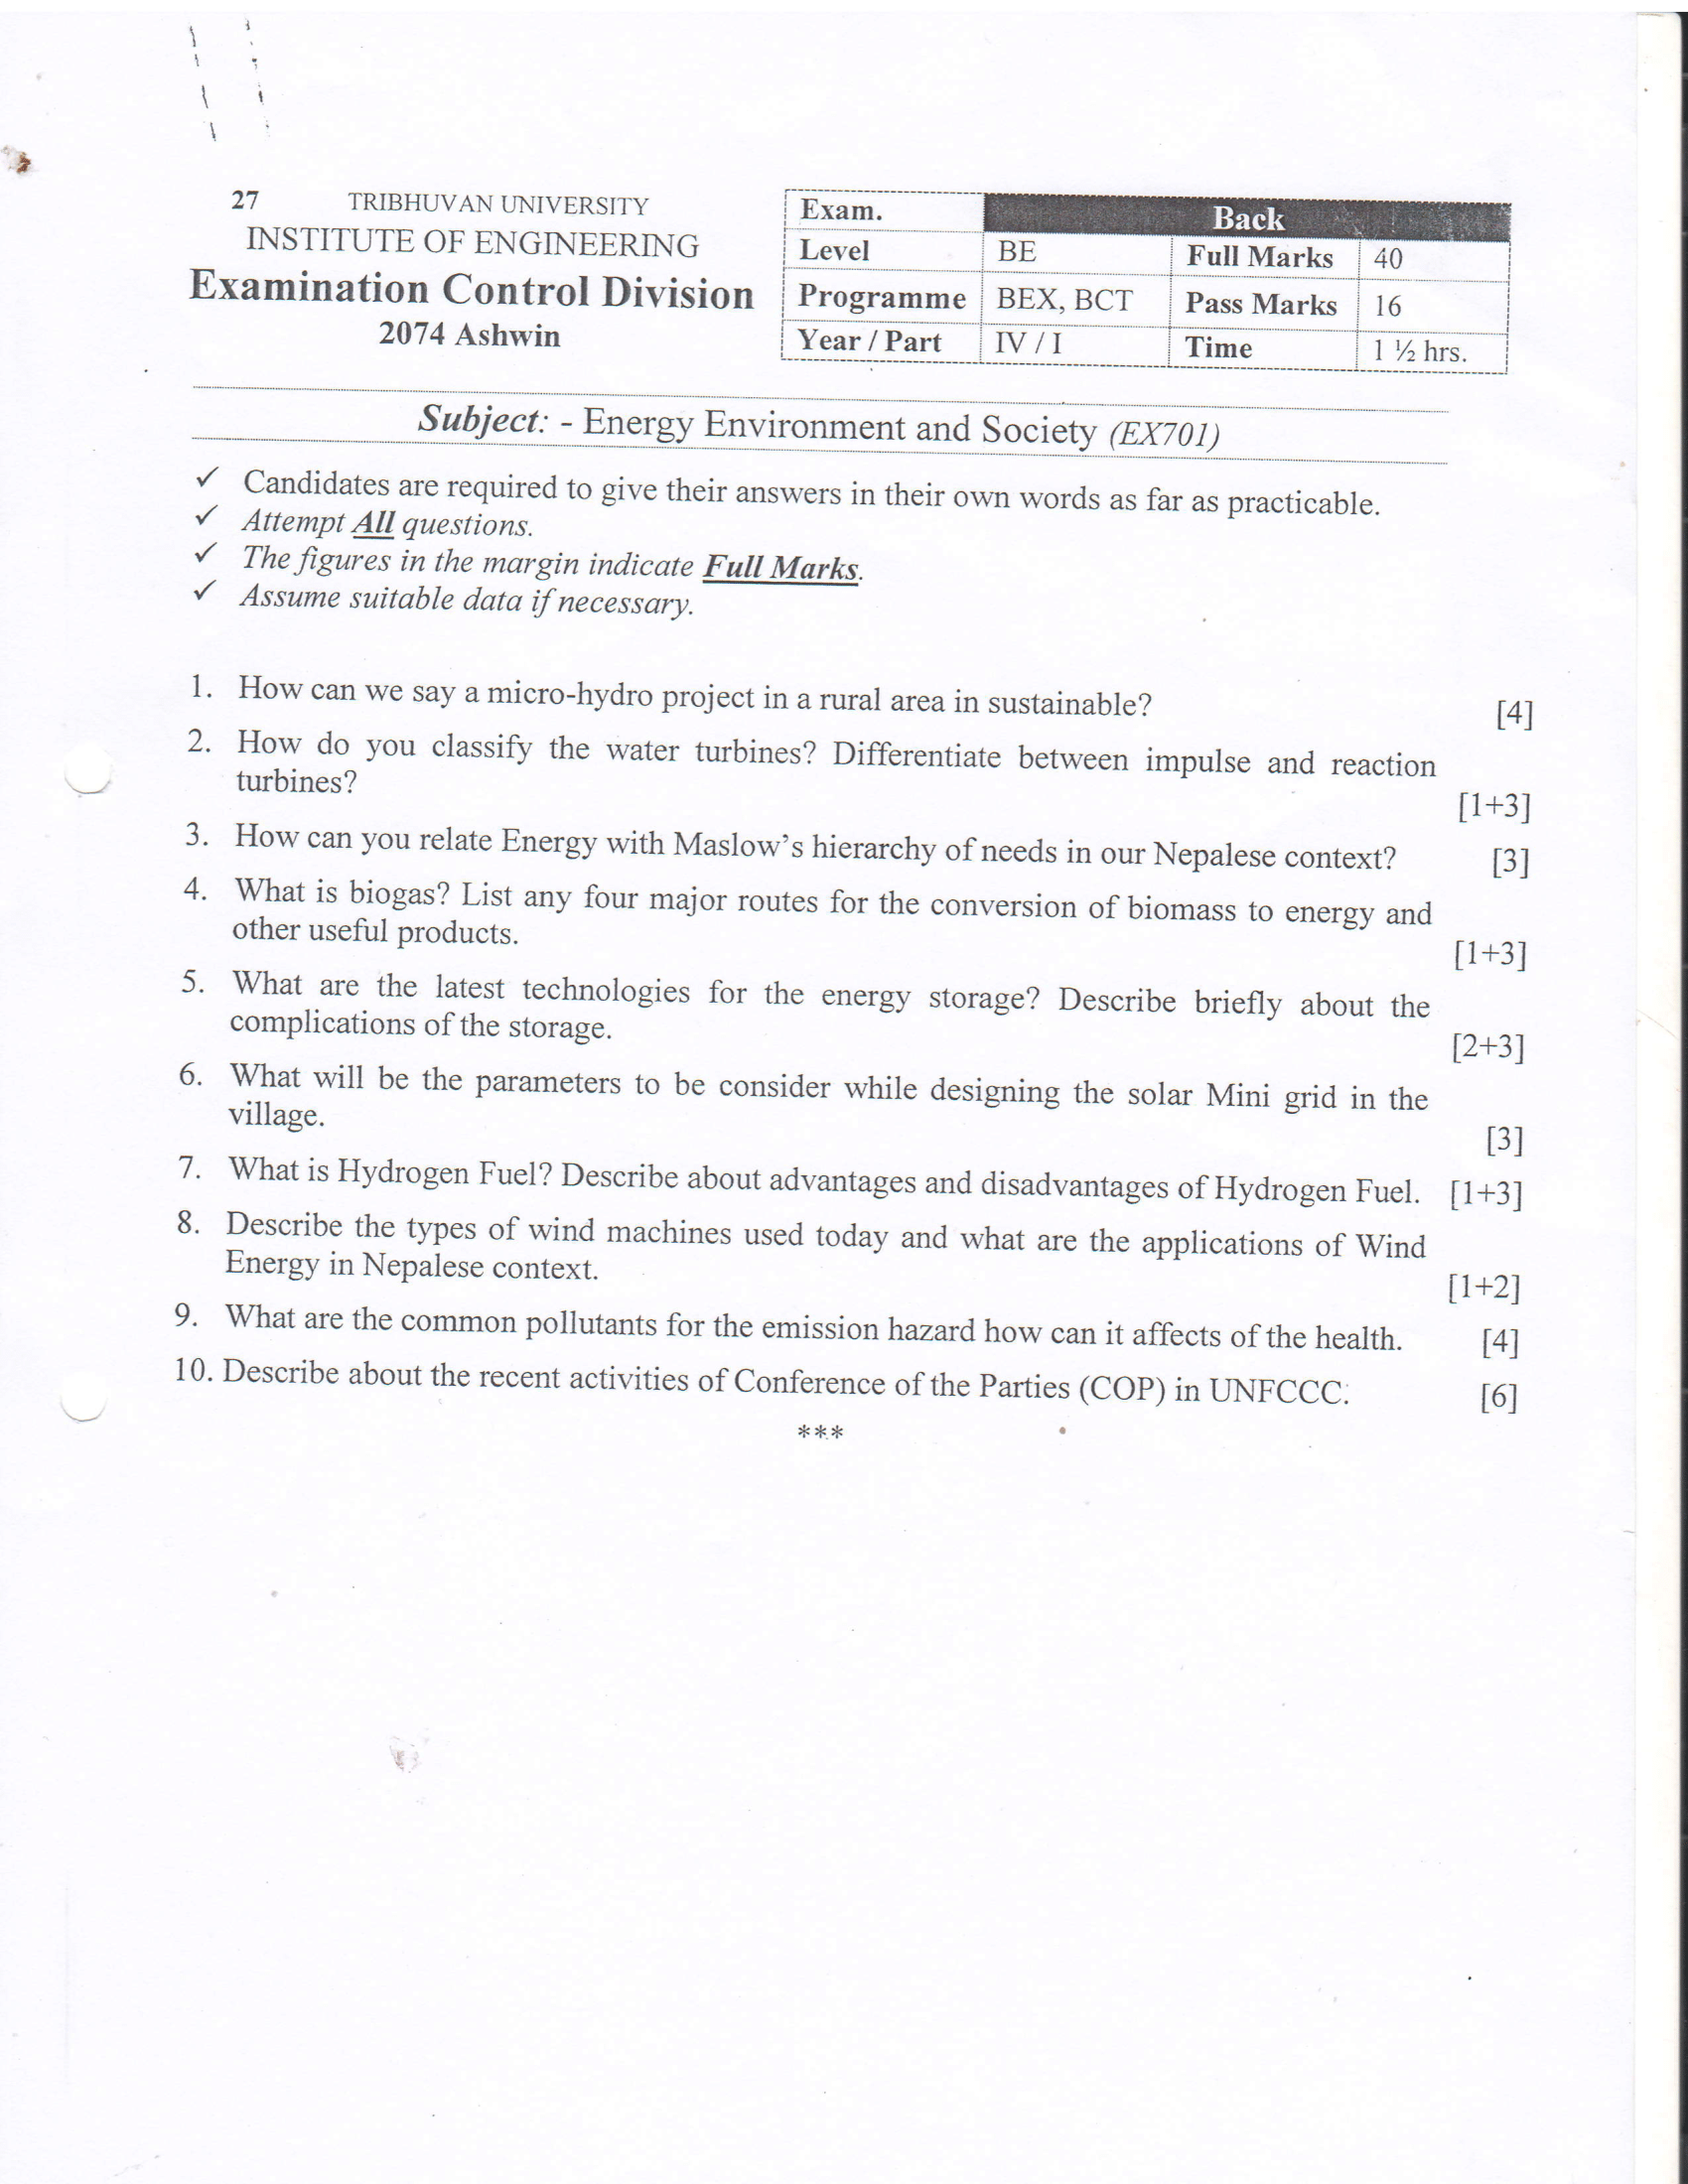 27 TRIBHUVAN UNIVERSITY
INSTITUTE OF ENGINEERING
Examination Control Division
2074 Ashwin
Exam. Back
Level BE Full Marks 40
Programme BEX, BCT Pass Marks 16
Year / Part IV / I Time 1 ½ hrs.
Subject: - Energy Environment and Society (EX701)
✓ Candidates are required to give their answers in their own words as far as practicable.
✓ Attempt All questions.
✓ The figures in the margin indicate Full Marks.
✓ Assume suitable data if necessary.
1. How can we say a micro-hydro project in a rural area in sustainable? [4]
2. How do you classify the water turbines? Differentiate between impulse and reaction
turbines? [1+3]
3. How can you relate Energy with Maslow's hierarchy of needs in our Nepalese context? [3]
4. What is biogas? List any four major routes for the conversion of biomass to energy and
other useful products. [1+3]
5. What are the latest technologies for the energy storage? Describe briefly about the
complications of the storage. [2+3]
6. What will be the parameters to be consider while designing the solar Mini grid in the
village. [3]
7. What is Hydrogen Fuel? Describe about advantages and disadvantages of Hydrogen Fuel. [1+3]
8. Describe the types of wind machines used today and what are the applications of Wind
Energy in Nepalese context. [1+2]
9. What are the common pollutants for the emission hazard how can it affects of the health. [4]
10. Describe about the recent activities of Conference of the Parties (COP) in UNFCCC. [6]
***